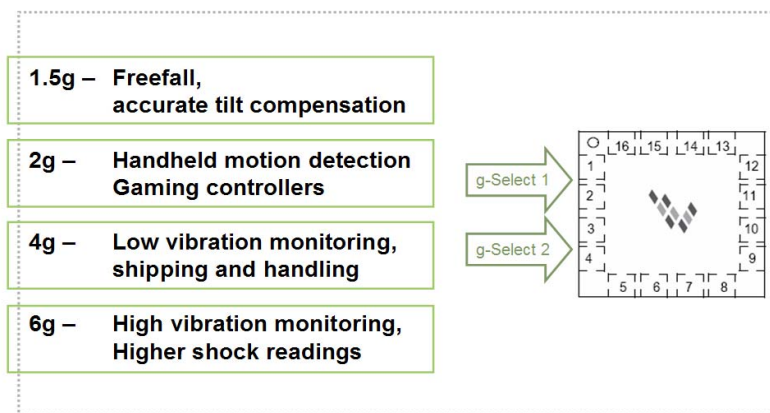 1.5g – Freefall,
accurate tilt compensation
2g – Handheld motion detection
Gaming controllers
4g – Low vibration monitoring,
shipping and handling
6g – High vibration monitoring,
Higher shock readings
g-Select 1
g-Select 2
16 15 14 13
1 12
2 11
3 10
4 9
5 6 7 8